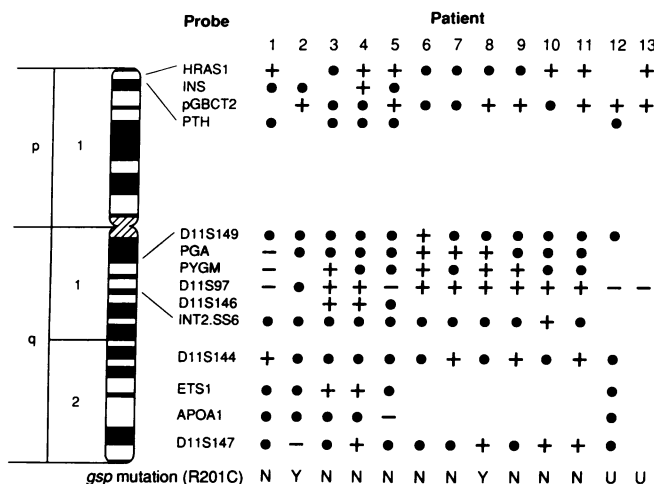 Probe Patient
1 2 3 4 5 6 7 8 9 10 11 12 13
HRAS1 + ● + + ● ● ● ● + + +
INS ● ● + ●
pGBCT2 + ● ● + ● ● + + ● + + +
PTH ● ● ● ● ●
p 1
D11S149 ● ● ● ● ● + ● ● ● ● ● ●
PGA − ● ● ● ● + + + ● ● ●
PYGM − + ● ● + ● + + ● ●
1 D11S97 − ● + + − + + + + + + − −
D11S146 + + ●
INT2.SS6 ● ● ● ● ● ● ● ● ● + ●
q
D11S144 + ● ● ● ● ● + ● + ● + ●
ETS1 ● ● + + ● ●
2
APOA1 ● ● ● ● − ●
D11S147 ● − ● + ● ● ● + ● + + ●
gsp mutation (R201C) N Y N N N N N Y N N N U U